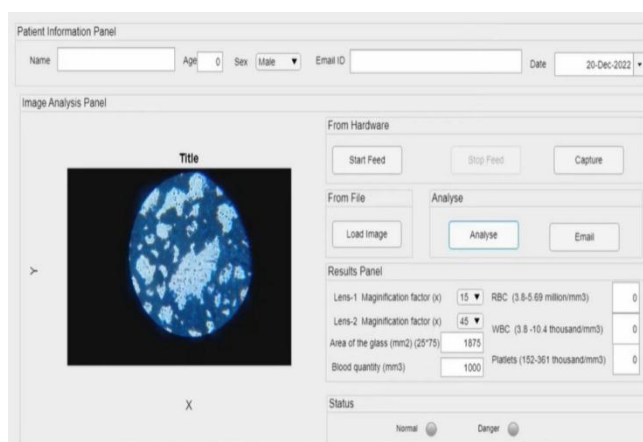 Patient Information Panel
Name Age 0 Sex Male Email ID Date 20-Dec-2022
Image Analysis Panel
Title
Y
X
From Hardware
Start Feed Stop Feed Capture
From File
Load Image
Analyse
Analyse Email
Results Panel
Lens-1 Maginification factor (x) 15 RBC (3.8-5.69 million/mm3) 0
Lens-2 Maginification factor (x) 45 WBC (3.8 -10.4 thousand/mm3) 0
Area of the glass (mm2) (25*75) 1875
Blood quantity (mm3) 1000 Platlets (152-361 thousand/mm3) 0
Status
Normal Danger